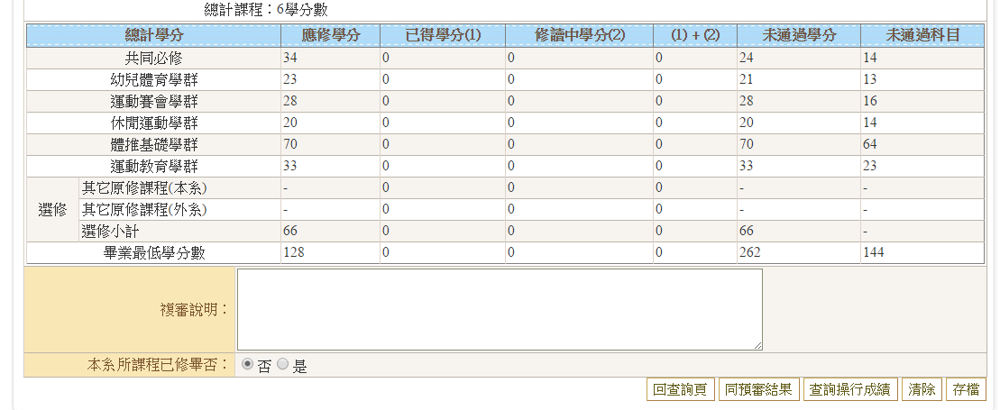 總計課程：6學分數
總計學分 應修學分 已得學分(1) 修讀中學分(2) (1) + (2) 未通過學分 未通過科目
共同必修 34 0 0 0 24 14
幼兒體育學群 23 0 0 0 21 13
運動賽會學群 28 0 0 0 28 16
休閒運動學群 20 0 0 0 20 14
體推基礎學群 70 0 0 0 70 64
運動教育學群 33 0 0 0 33 23
選修 其它原修課程(本系) - 0 0 0 - -
其它原修課程(外系) - 0 0 0 - -
選修小計 66 0 0 0 66 -
畢業最低學分數 128 0 0 0 262 144
複審說明：
本系所課程已修畢否： 否 是
回查詢頁 同預審結果 查詢操行成績 清除 存檔